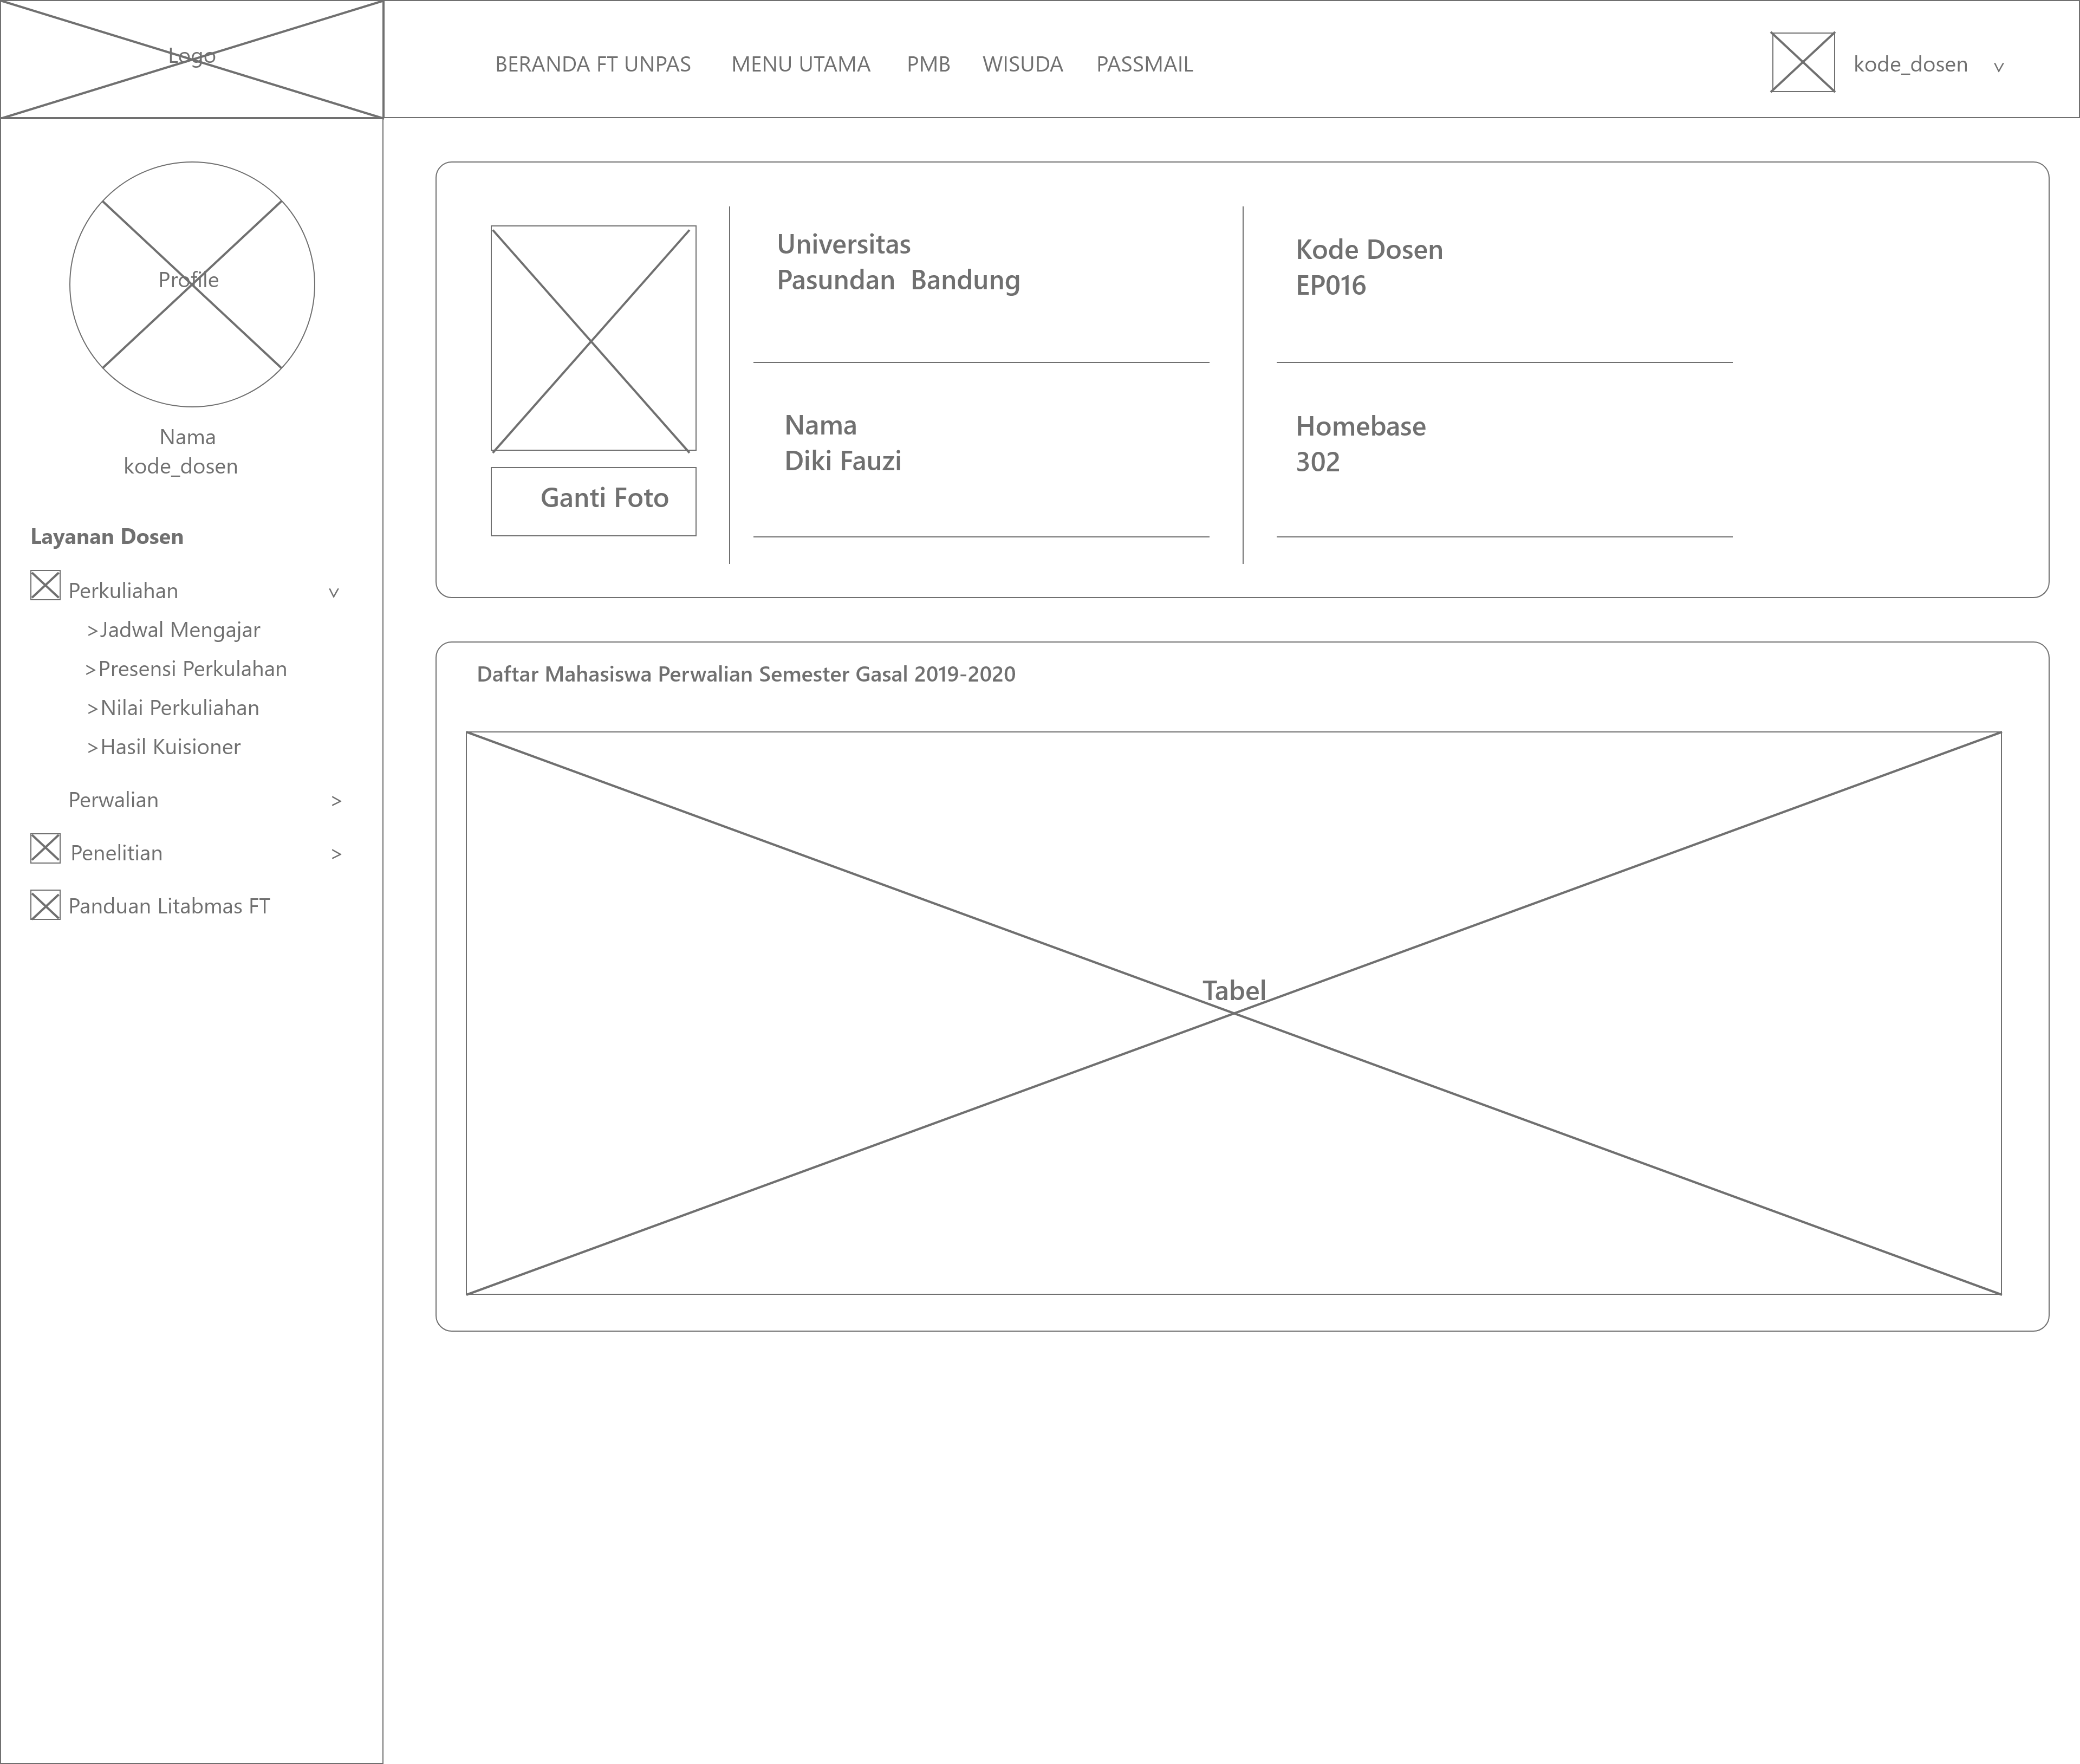 Logo
BERANDA FT UNPAS MENU UTAMA PMB WISUDA PASSMAIL
kode_dosen v
Profile
Nama
kode_dosen
Layanan Dosen
Perkuliahan v
>Jadwal Mengajar
>Presensi Perkulahan
>Nilai Perkuliahan
>Hasil Kuisioner
Perwalian >
Penelitian >
Panduan Litabmas FT
Ganti Foto
Universitas
Pasundan  Bandung
Nama
Diki Fauzi
Kode Dosen
EP016
Homebase
302
Daftar Mahasiswa Perwalian Semester Gasal 2019-2020
Tabel